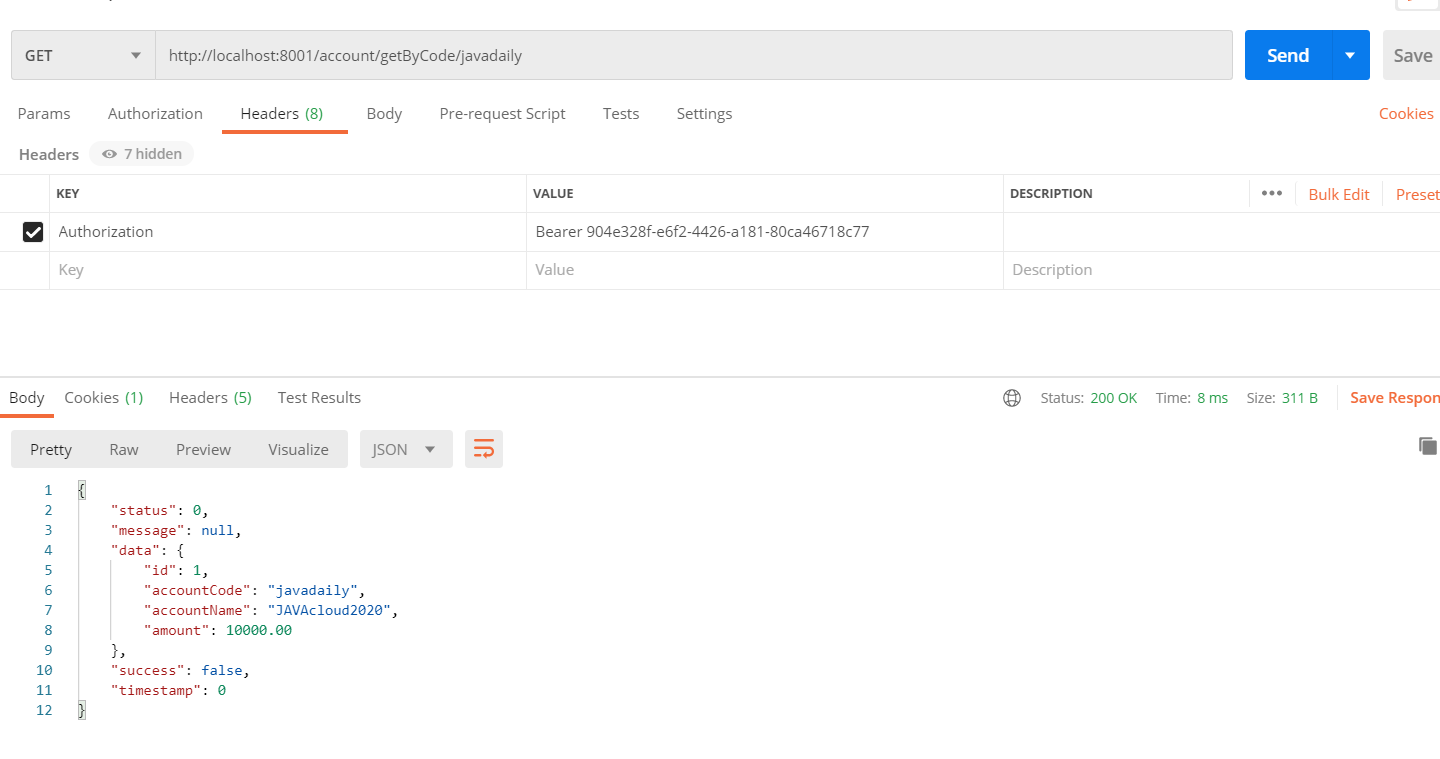 GET http://localhost:8001/account/getByCode/javadaily Send Save
Params Authorization Headers (8) Body Pre-request Script Tests Settings Cookies
Headers 7 hidden
KEY VALUE DESCRIPTION ••• Bulk Edit Preset
Authorization Bearer 904e328f-e6f2-4426-a181-80ca46718c77
Key Value Description
Body Cookies (1) Headers (5) Test Results Status: 200 OK Time: 8 ms Size: 311 B Save Respon
Pretty Raw Preview Visualize JSON
1 {
2 "status": 0,
3 "message": null,
4 "data": {
5 "id": 1,
6 "accountCode": "javadaily",
7 "accountName": "JAVAcloud2020",
8 "amount": 10000.00
9 },
10 "success": false,
11 "timestamp": 0
12 }